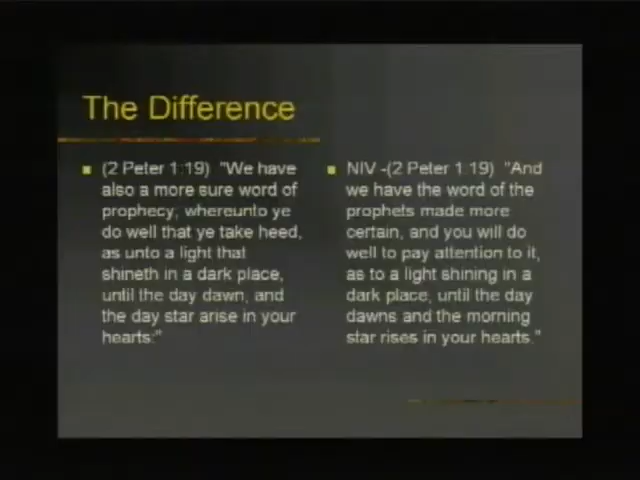 The Difference
(2 Peter 1:19) "We have
also a more sure word of
prophecy; whereunto ye
do well that ye take heed,
as unto a light that
shineth in a dark place,
until the day dawn, and
the day star arise in your
hearts:"
NIV -(2 Peter 1:19) "And
we have the word of the
prophets made more
certain, and you will do
well to pay attention to it,
as to a light shining in a
dark place, until the day
dawns and the morning
star rises in your hearts."